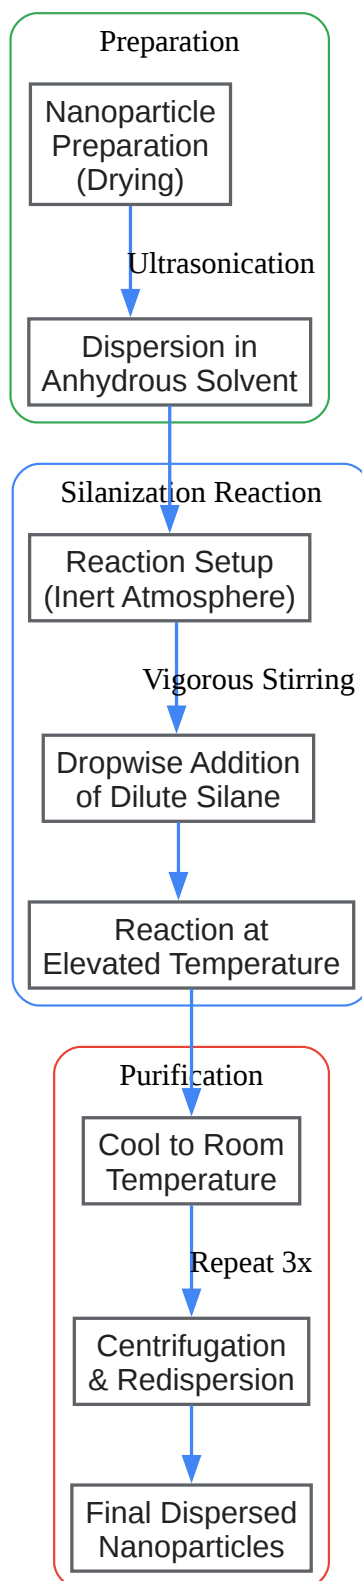 Preparation
Nanoparticle
Preparation
(Drying)
Ultrasonication
Dispersion in
Anhydrous Solvent
Silanization Reaction
Reaction Setup
(Inert Atmosphere)
Vigorous Stirring
Dropwise Addition
of Dilute Silane
Reaction at
Elevated Temperature
Purification
Cool to Room
Temperature
Repeat 3x
Centrifugation
& Redispersion
Final Dispersed
Nanoparticles